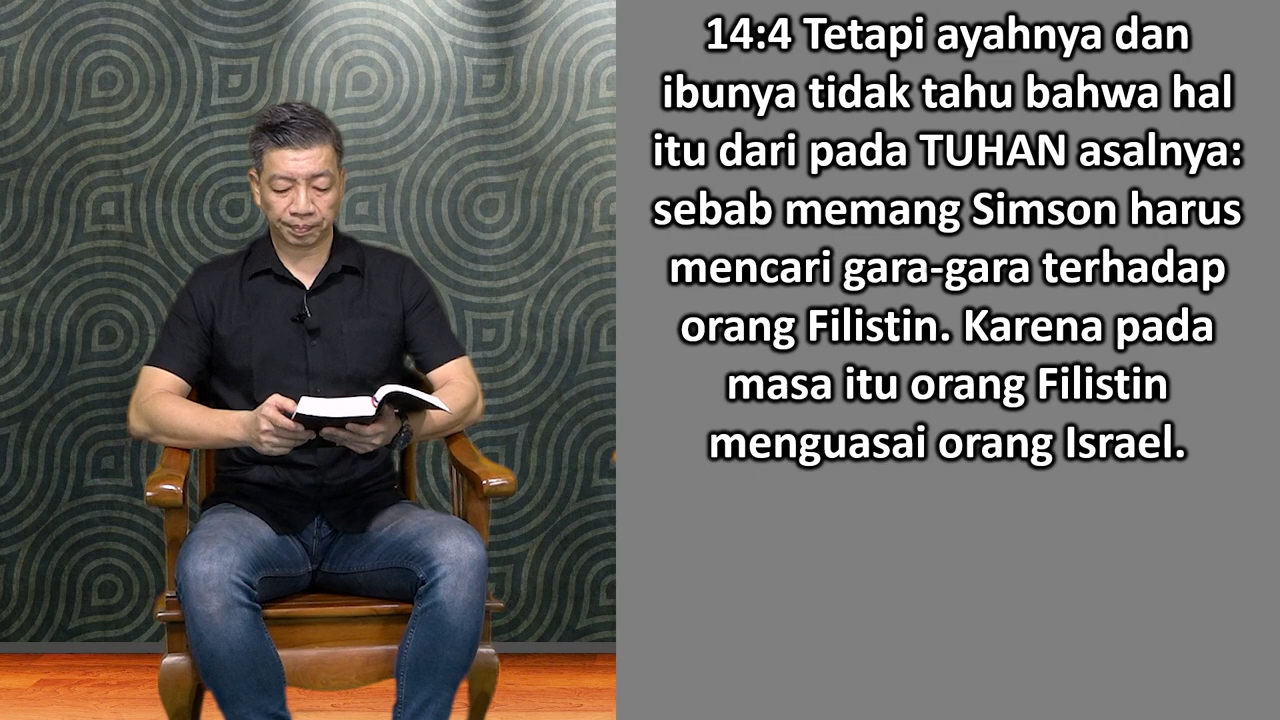 14:4 Tetapi ayahnya dan
ibunya tidak tahu bahwa hal
itu dari pada TUHAN asalnya:
sebab memang Simson harus
mencari gara-gara terhadap
orang Filistin. Karena pada
masa itu orang Filistin
menguasai orang Israel.